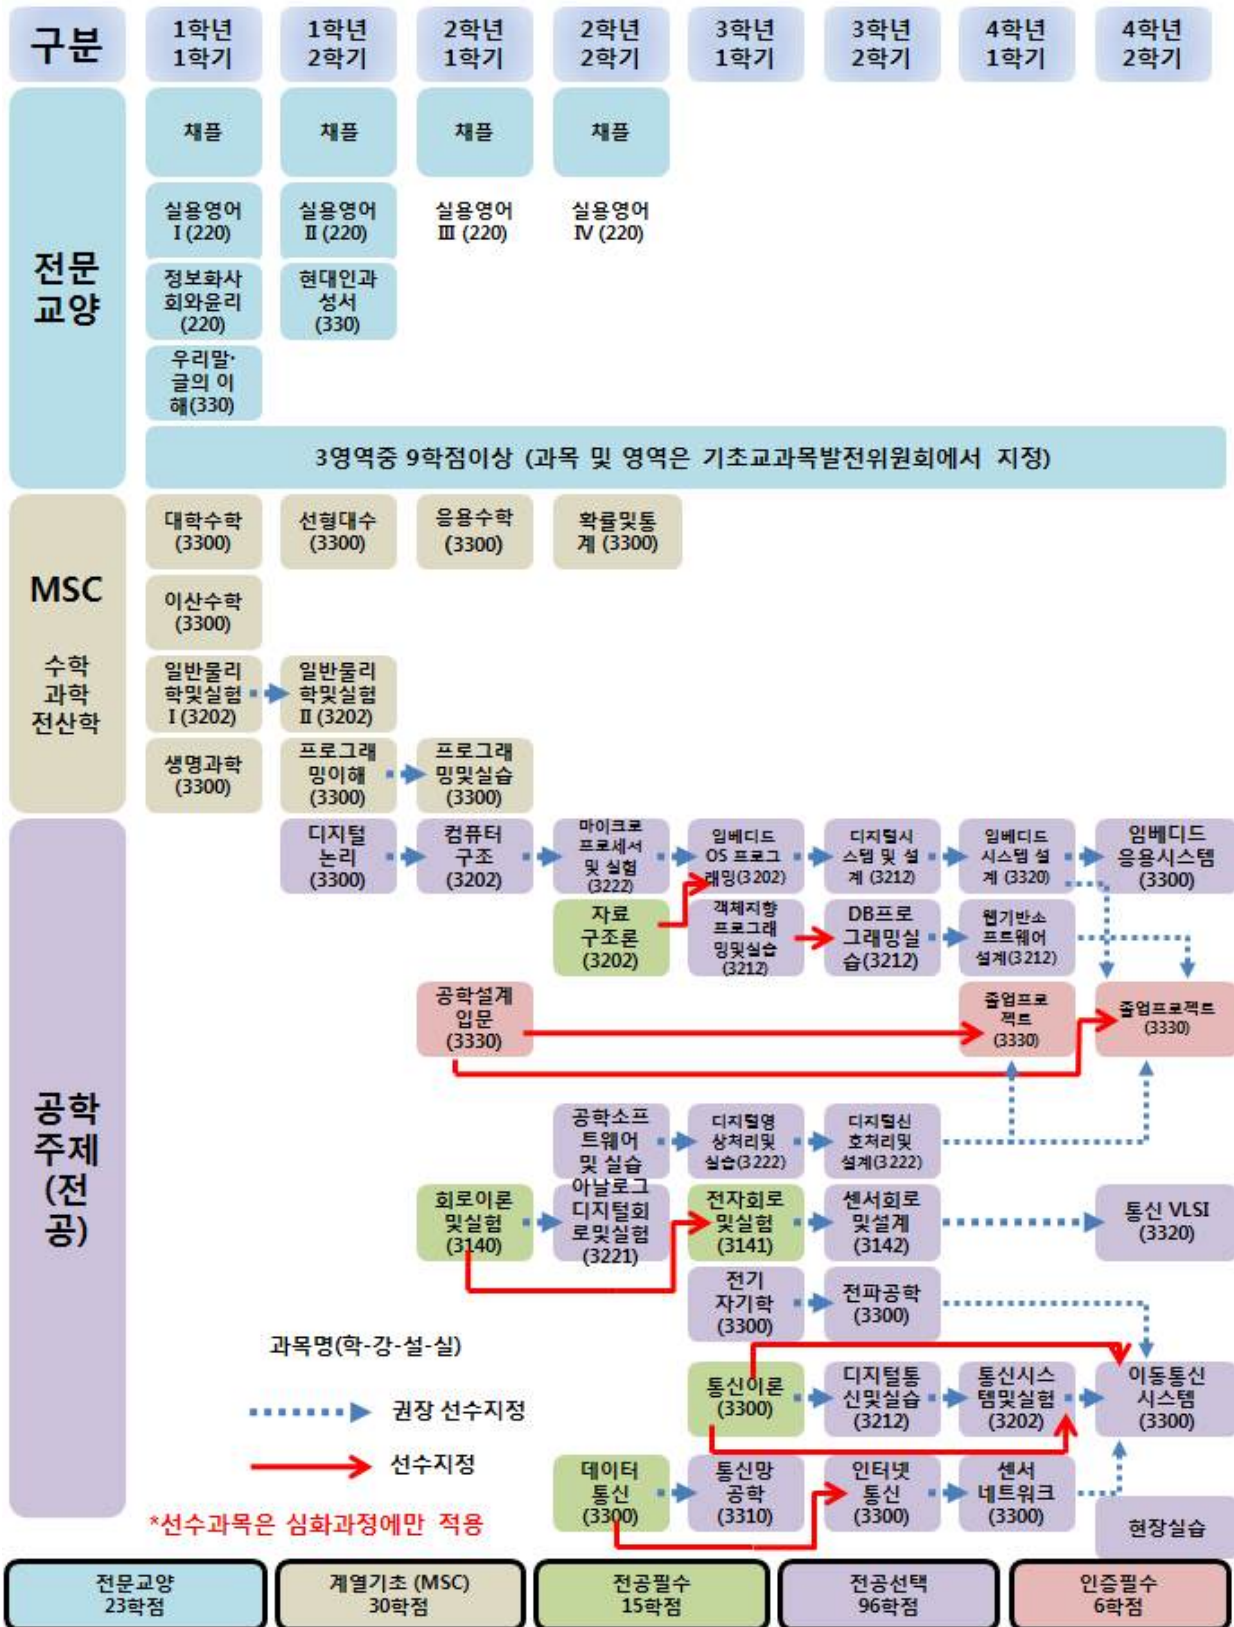 구분
1학년
1학기
1학년
2학기
2학년
1학기
2학년
2학기
3학년
1학기
3학년
2학기
4학년
1학기
4학년
2학기
전문
교양
채플
채플
채플
채플
실용영어
Ⅰ(220)
실용영어
Ⅱ (220)
실용영어
Ⅲ (220)
실용영어
Ⅳ (220)
정보화사
회와윤리
(220)
현대인과
성서
(330)
우리말·
글의 이
해(330)
3영역중 9학점이상 (과목 및 영역은 기초교과목발전위원회에서 지정)
MSC
수학
과학
전산학
대학수학
(3300)
선형대수
(3300)
응용수학
(3300)
확률및통
계 (3300)
이산수학
(3300)
일반물리
학및실험
Ⅰ (3202)
일반물리
학및실험
Ⅱ (3202)
생명과학
(3300)
프로그래
밍이해
(3300)
프로그래
밍및실습
(3300)
공학
주제
(전
공)
디지털
논리
(3300)
컴퓨터
구조
(3202)
마이크로
프로세서
및 실험
(3222)
임베디드
OS 프로그
래밍(3202)
디지털시
스템 및 설
계 (3212)
임베디드
시스템 설
계 (3320)
임베디드
응용시스템
(3300)
자료
구조론
(3202)
객체지향
프로그래
밍및실습
(3212)
DB프로
그래밍실
습(3212)
웹기반소
프트웨어
설계(3212)
공학설계
입문
(3330)
졸업프로
젝트
(3330)
졸업프로젝트
(3330)
공학소프
트웨어
및 실습
디지털영
상처리및
실습(3222)
디지털신
호처리및
설계(3222)
회로이론
및실험
(3140)
아날로그
디지털회
로및실험
(3221)
전자회로
및실험
(3141)
센서회로
및설계
(3142)
통신 VLSI
(3320)
전기
자기학
(3300)
전파공학
(3300)
통신이론
(3300)
디지털통
신및실습
(3212)
통신시스
템및실험
(3202)
이동통신
시스템
(3300)
데이터
통신
(3300)
통신망
공학
(3310)
인터넷
통신
(3300)
센서
네트워크
(3300)
현장실습
과목명(학-강-설-실)
권장 선수지정
선수지정
*선수과목은 심화과정에만 적용
전문교양
23학점
계열기초 (MSC)
30학점
전공필수
15학점
전공선택
96학점
인증필수
6학점